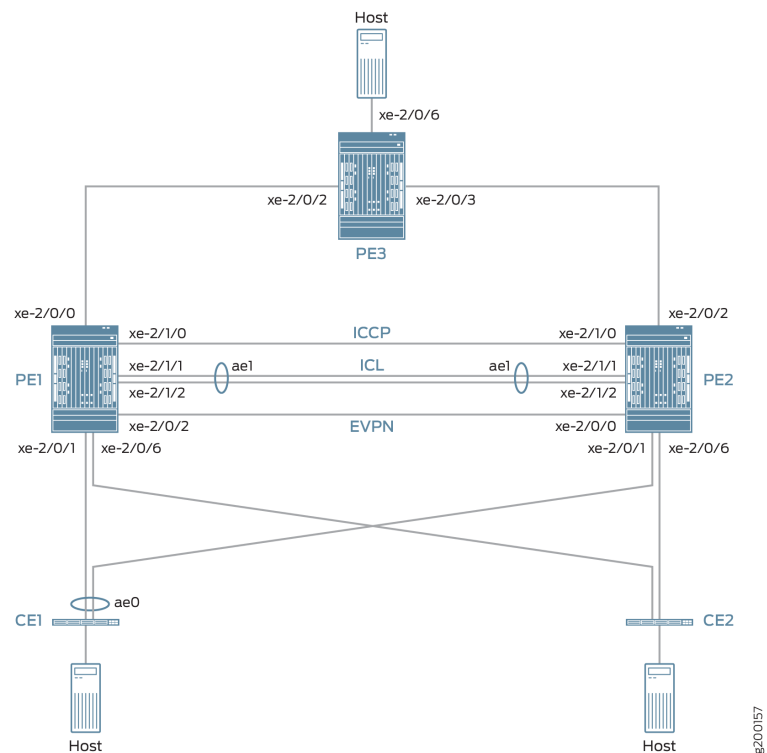 Host
xe-2/0/6
xe-2/0/2
xe-2/0/3
PE3
xe-2/0/0
xe-2/0/2
xe-2/1/0
ICCP
xe-2/1/0
xe-2/1/1
ae1
ICL
ae1
xe-2/1/1
PE1
PE2
xe-2/1/2
xe-2/1/2
xe-2/0/2
EVPN
xe-2/0/0
xe-2/0/1
xe-2/0/6
xe-2/0/1
xe-2/0/6
ae0
CE1
CE2
Host
Host
g200157